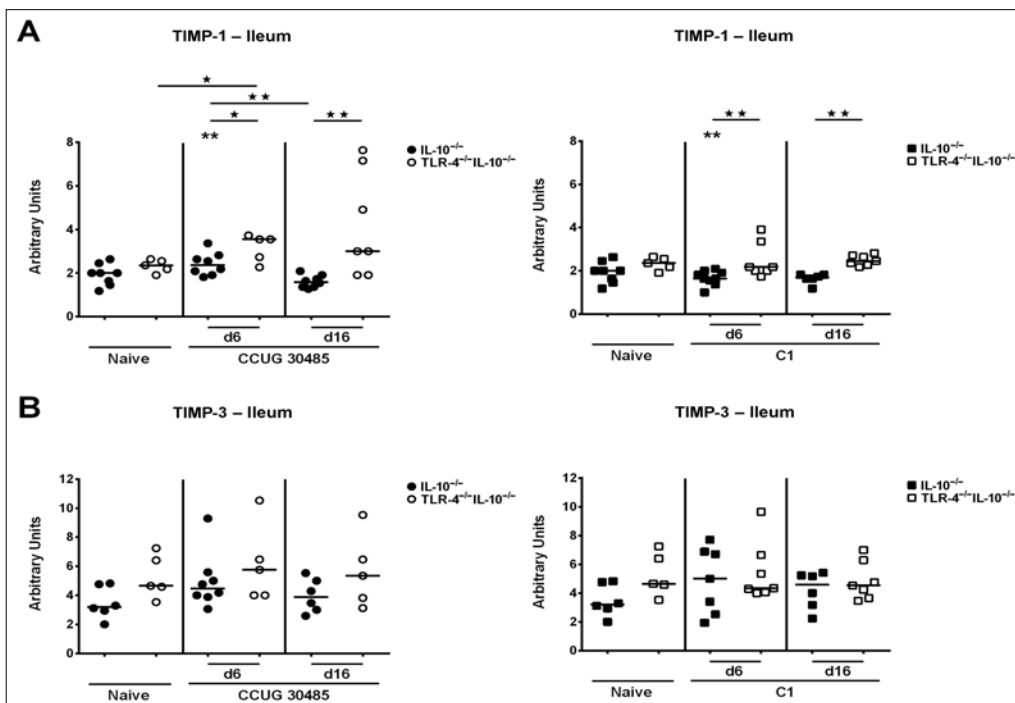 A
TIMP-1 – Ileum
★
★ ★
★
★ ★
**
Arbitrary Units
8
6
4
2
0
IL-10⁻/⁻
TLR-4⁻/⁻IL-10⁻/⁻
d6
d16
Naive
CCUG 30485
TIMP-1 – Ileum
★ ★
★ ★
**
Arbitrary Units
8
6
4
2
0
IL-10⁻/⁻
TLR-4⁻/⁻IL-10⁻/⁻
d6
d16
Naive
C1
B
TIMP-3 – Ileum
Arbitrary Units
12
10
8
6
4
2
0
IL-10⁻/⁻
TLR-4⁻/⁻IL-10⁻/⁻
d6
d16
Naive
CCUG 30485
TIMP-3 – Ileum
Arbitrary Units
12
10
8
6
4
2
0
IL-10⁻/⁻
TLR-4⁻/⁻IL-10⁻/⁻
d6
d16
Naive
C1